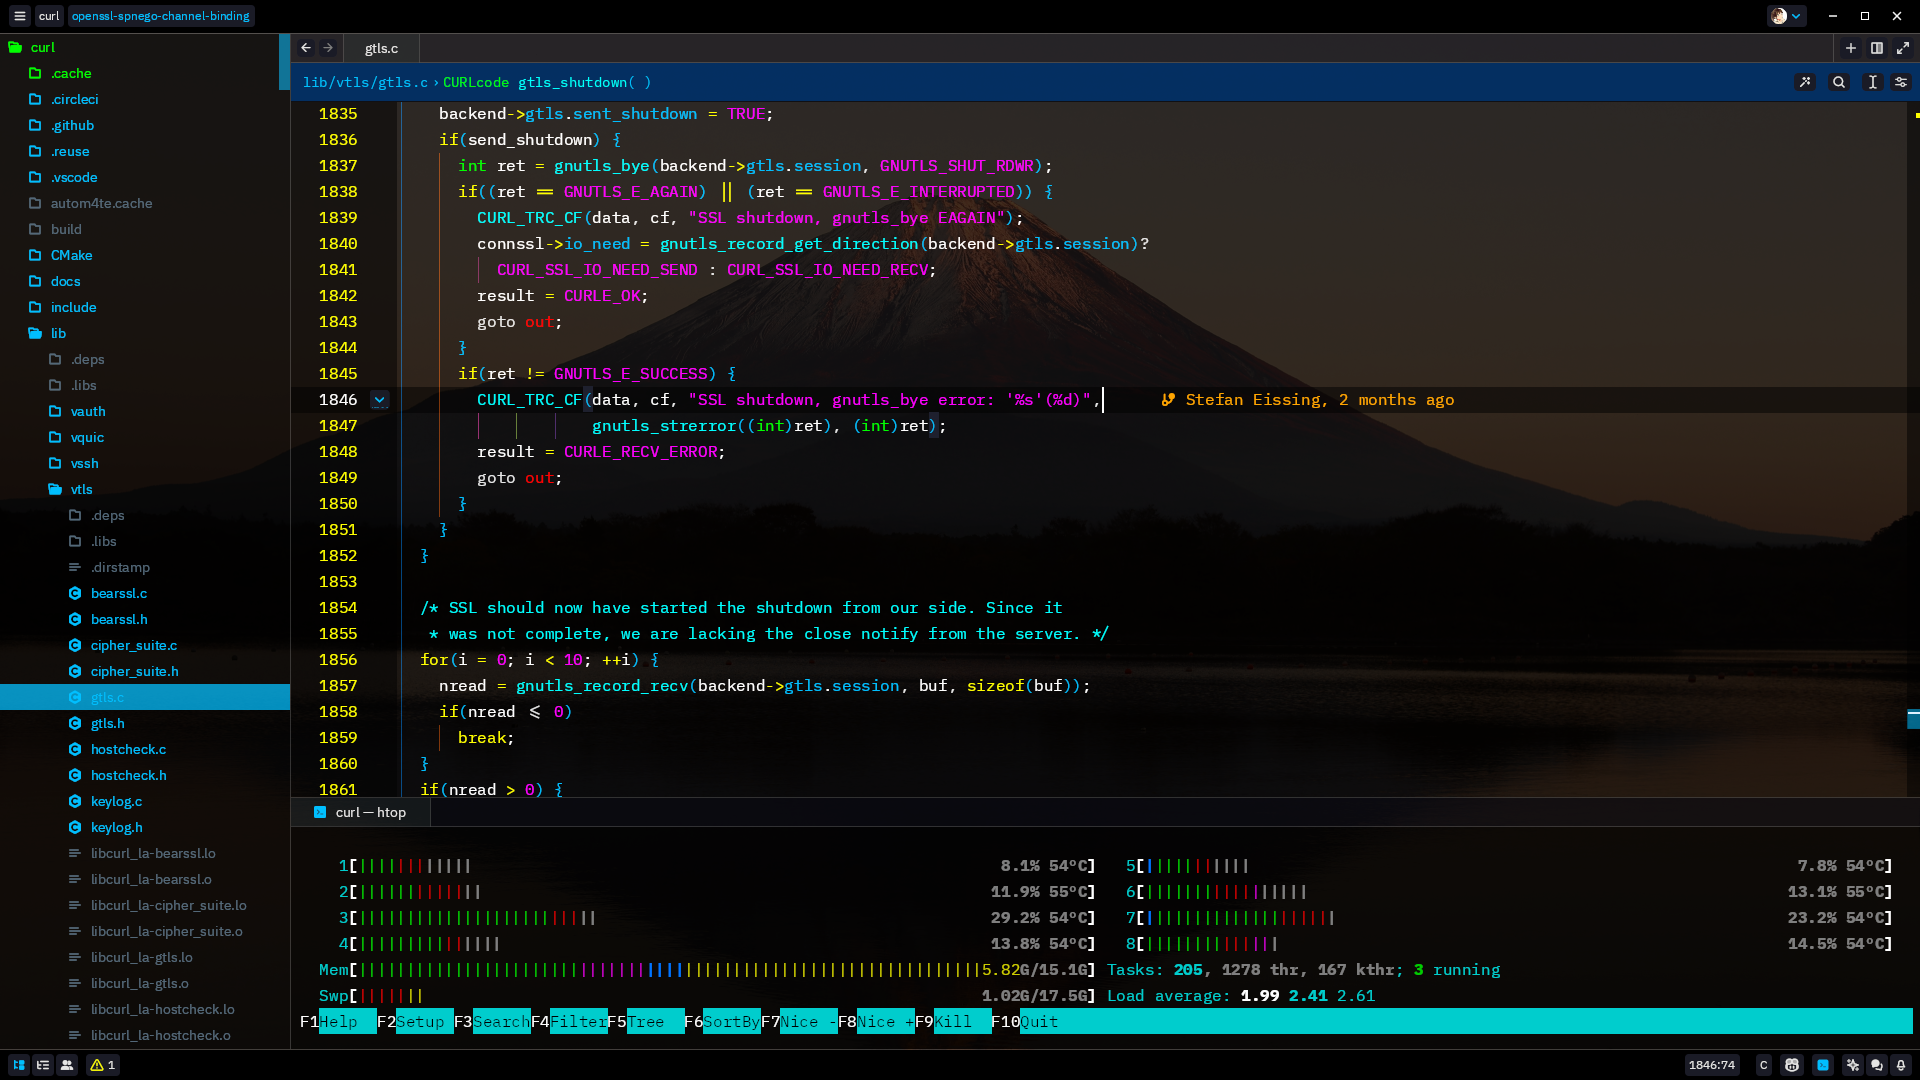 curl openssl-spnego-channel-binding
curl
.cache
.circleci
.github
.reuse
.vscode
autom4te.cache
build
CMake
docs
include
lib
.deps
.libs
vauth
vquic
vssh
vtls
.deps
.libs
.dirstamp
bearssl.c
bearssl.h
cipher_suite.c
cipher_suite.h
gtls.c
gtls.h
hostcheck.c
hostcheck.h
keylog.c
keylog.h
libcurl_la-bearssl.lo
libcurl_la-bearssl.o
libcurl_la-cipher_suite.lo
libcurl_la-cipher_suite.o
libcurl_la-gtls.lo
libcurl_la-gtls.o
libcurl_la-hostcheck.lo
libcurl_la-hostcheck.o
gtls.c
lib/vtls/gtls.c › CURLcode gtls_shutdown( )
1835 backend->gtls.sent_shutdown = TRUE;
1836 if(send_shutdown) {
1837 int ret = gnutls_bye(backend->gtls.session, GNUTLS_SHUT_RDWR);
1838 if((ret == GNUTLS_E_AGAIN) || (ret == GNUTLS_E_INTERRUPTED)) {
1839 CURL_TRC_CF(data, cf, "SSL shutdown, gnutls_bye EAGAIN");
1840 connssl->io_need = gnutls_record_get_direction(backend->gtls.session)?
1841 CURL_SSL_IO_NEED_SEND : CURL_SSL_IO_NEED_RECV;
1842 result = CURLE_OK;
1843 goto out;
1844 }
1845 if(ret != GNUTLS_E_SUCCESS) {
1846 CURL_TRC_CF(data, cf, "SSL shutdown, gnutls_bye error: '%s'(%d)", Stefan Eissing, 2 months ago
1847 gnutls_strerror((int)ret), (int)ret);
1848 result = CURLE_RECV_ERROR;
1849 goto out;
1850 }
1851 }
1852 }
1853
1854 /* SSL should now have started the shutdown from our side. Since it
1855 * was not complete, we are lacking the close notify from the server. */
1856 for(i = 0; i < 10; ++i) {
1857 nread = gnutls_record_recv(backend->gtls.session, buf, sizeof(buf));
1858 if(nread <= 0)
1859 break;
1860 }
1861 if(nread > 0) {
curl — htop
1[|||||||||||| 8.1% 54°C] 5[||||||||||| 7.8% 54°C]
2[||||||||||||| 11.9% 55°C] 6[||||||||||||||||| 13.1% 55°C]
3[||||||||||||||||||||||||| 29.2% 54°C] 7[|||||||||||||||||||| 23.2% 54°C]
4[||||||||||||||| 13.8% 54°C] 8[|||||||||||||| 14.5% 54°C]
Mem[|||||||||||||||||||||||||||||||||||||||||||||||||||||||||||||||||5.82G/15.1G] Tasks: 205, 1278 thr, 167 kthr; 3 running
Swp[||||||| 1.02G/17.5G] Load average: 1.99 2.41 2.61
F1Help F2Setup F3SearchF4FilterF5Tree F6SortByF7Nice -F8Nice +F9Kill F10Quit
1 1846:74 C